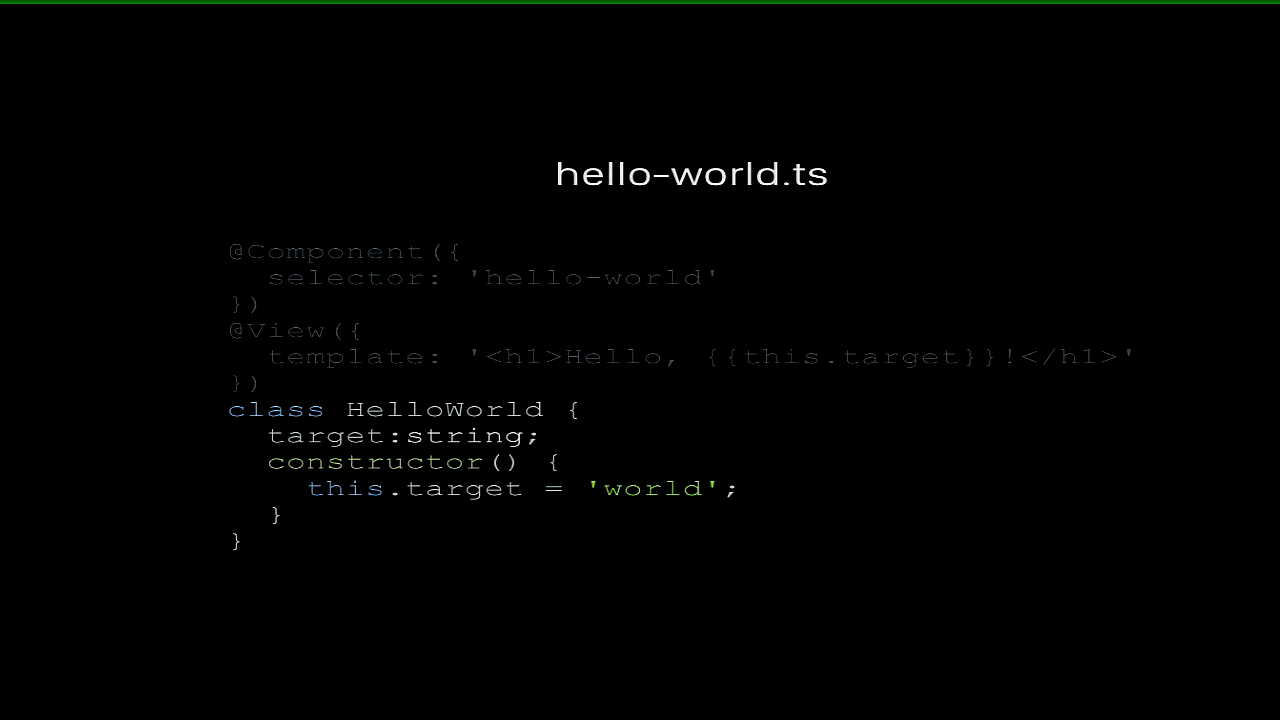 hello-world.ts
@Component({
  selector: 'hello-world'
})
@View({
  template: '<h1>Hello, {{this.target}}!</h1>'
})
class HelloWorld {
  target:string;
  constructor() {
    this.target = 'world';
  }
}